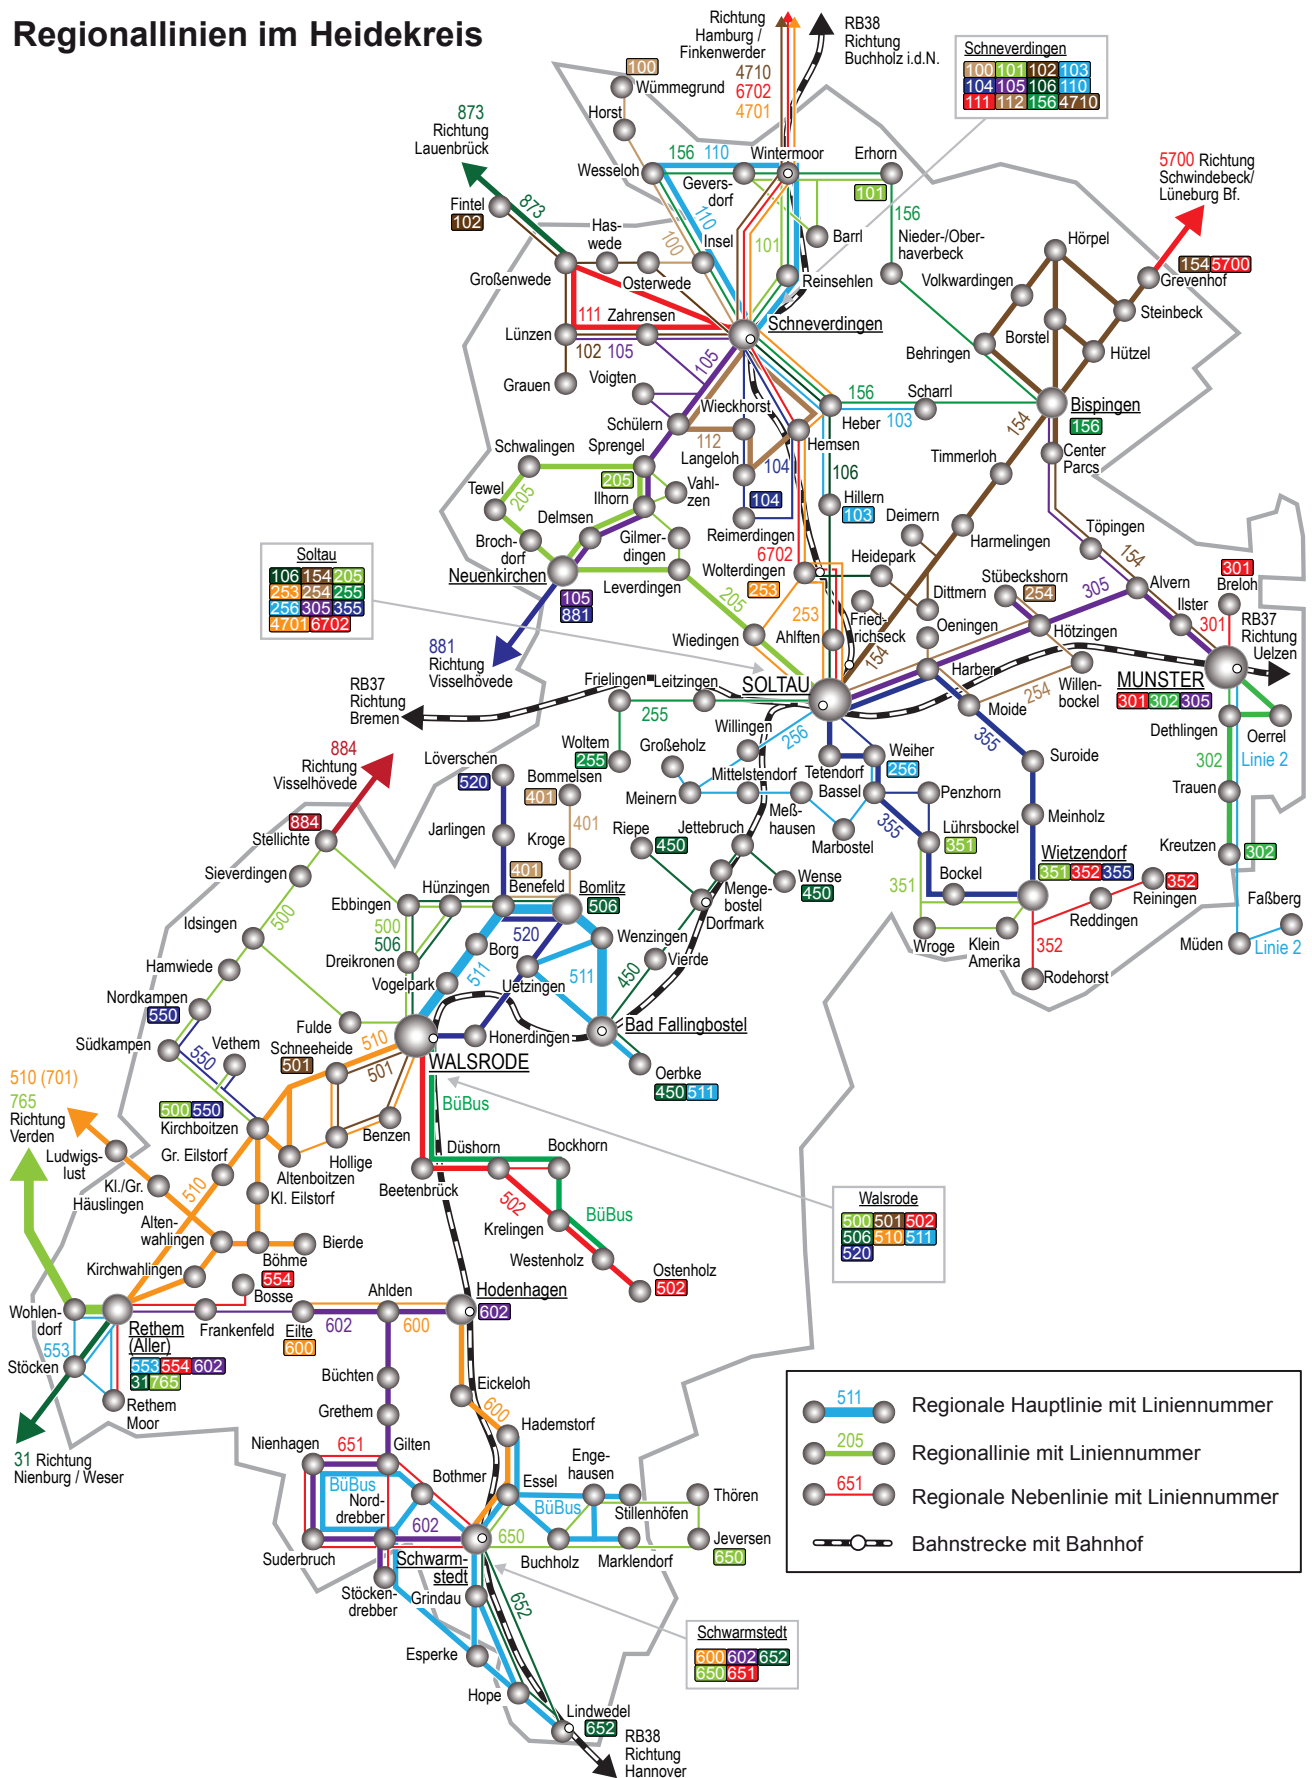 Regionallinien im Heidekreis
Richtung
Hamburg /
Finkenwerder
4710
6702
4701
RB38
Richtung
Buchholz i.d.N.
Schneverdingen
100 101 102 103
104 105 106 110
111 112 156 4710
100
Wümmegrund
Horst
873
Richtung
Lauenbrück
156 110
Wintermoor
Erhorn
Wesseloh
Gevers-
dorf
101
5700 Richtung
Schwindebeck/
Lüneburg Bf.
Fintel
102
873
Has-
wede
110
100
Insel
101
Barrl
156
Nieder-/Ober-
haverbeck
Hörpel
Großenwede
Osterwede
Reinsehlen
Volkwardingen
154 5700
Grevenhof
Steinbeck
111
Zahrensen
Schneverdingen
Lünzen
102 105
105
Behringen
Borstel
Hützel
Grauen
Voigten
Wieckhorst
156
Scharrl
Bispingen
156
Schülern
112
Heber
103
154
Schwalingen
Sprengel
Langeloh
104
Hemsen
Timmerloh
Center
Parcs
205
Tewel
205
Ilhorn
Vahl-
zen
104
106
Hillern
103
Delmsen
Reimerdingen
Deimern
Töpingen
Broch-
dorf
Gilmer-
dingen
6702
Harmelingen
154
Soltau
106 154 205
253 254 255
256 305 355
4701 6702
Neuenkirchen
Leverdingen
Wolterdingen
253
Heidepark
Stübeckshorn
254
305
Alvern
301
Breloh
105
881
205
253
Dittmern
Ilster
301
RB37
Richtung
Uelzen
881
Richtung
Visselhövede
Wiedingen
Ahlften
Fried-
richseck
Oeningen
Hötzingen
154
Harber
Willen-
bockel
RB37
Richtung
Bremen
Frielingen
Leitzingen
SOLTAU
254
MUNSTER
301 302 305
255
Moide
Dethlingen
Oerrel
Willingen
256
355
884
Richtung
Visselhövede
Löverschen
520
Woltem
255
Großeholz
Weiher
256
Suroide
302
Linie 2
Bommelsen
401
Mittelstendorf
Tetendorf
Bassel
Penzhorn
Trauen
Meinern
Meß-
hausen
355
Meinholz
884
Stellichte
Jarlingen
401
Riepe
450
Jettebruch
Marbostel
Lührsbockel
351
Kroge
Wietzendorf
351 352 355
Kreutzen
302
Sieverdingen
401
Benefeld
Bomlitz
506
Menge-
bostel
Wense
450
351
Bockel
352
Reiningen
Hünzingen
Ebbingen
Dorfmark
Reddingen
Faßberg
Idsingen
500
500
506
520
Wenzingen
Wroge
Klein
Amerika
352
Müden
Linie 2
Borg
Dreikronen
511
511
450
Vierde
Hamwiede
Vogelpark
Uetzingen
Rodehorst
Nordkampen
550
Fulde
510
Honerdingen
Bad Fallingbostel
Südkampen
550
Vethem
Schneeheide
501
501
WALSRODE
Oerbke
450 511
510 (701)
765
Richtung
Verden
500 550
Kirchboitzen
Benzen
BüBus
Ludwigs-
lust
Gr. Eilstorf
Hollige
Altenboitzen
Düshorn
Bockhorn
Beetenbrück
Kl./Gr.
Häuslingen
510
Kl. Eilstorf
502
Krelingen
BüBus
Walsrode
500 501 502
506 510 511
520
Alten-
wahlingen
Bierde
Westenholz
Kirchwahlingen
Böhme
554
Bosse
Ostenholz
502
Hodenhagen
602
Wohlen-
dorf
Ahlden
Rethem
(Aller)
553 554 602
31 765
Frankenfeld
Eilte
600
602
600
553
Stöcken
Büchten
Eickeloh
Rethem
Moor
Grethem
600
Hademstorf
31 Richtung
Nienburg / Weser
Nienhagen
651
Gilten
Bothmer
Enge-
hausen
BüBus
Nord-
drebber
Essel
BüBus
Thören
Stillenhöfen
602
650
Suderbruch
Schwarm-
stedt
Buchholz
Marklendorf
Jeversen
650
Stöcken-
drebber
Grindau
652
Schwarmstedt
600 602 652
650 651
Esperke
Hope
Lindwedel
652
RB38
Richtung
Hannover
511
Regionale Hauptlinie mit Liniennummer
205
Regionallinie mit Liniennummer
651
Regionale Nebenlinie mit Liniennummer
Bahnstrecke mit Bahnhof